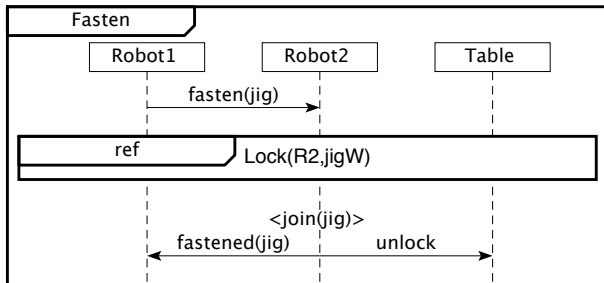 Fasten
Robot1 Robot2 Table
fasten(jig)
ref Lock(R2,jigW)
<join(jig)>
fastened(jig) unlock